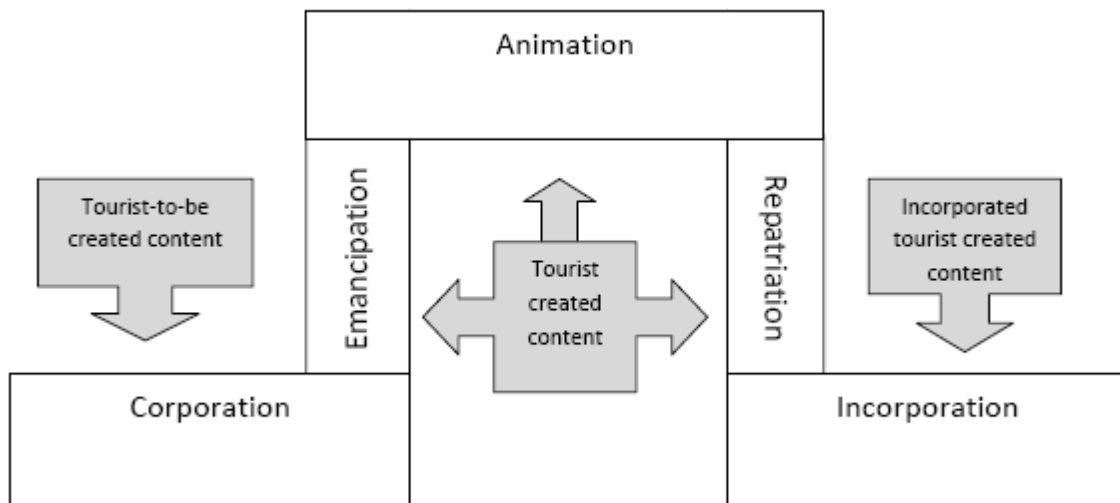 Animation
Tourist-to-be
created content
Emancipation
Tourist
created
content
Repatriation
Incorporated
tourist created
content
Corporation
Incorporation